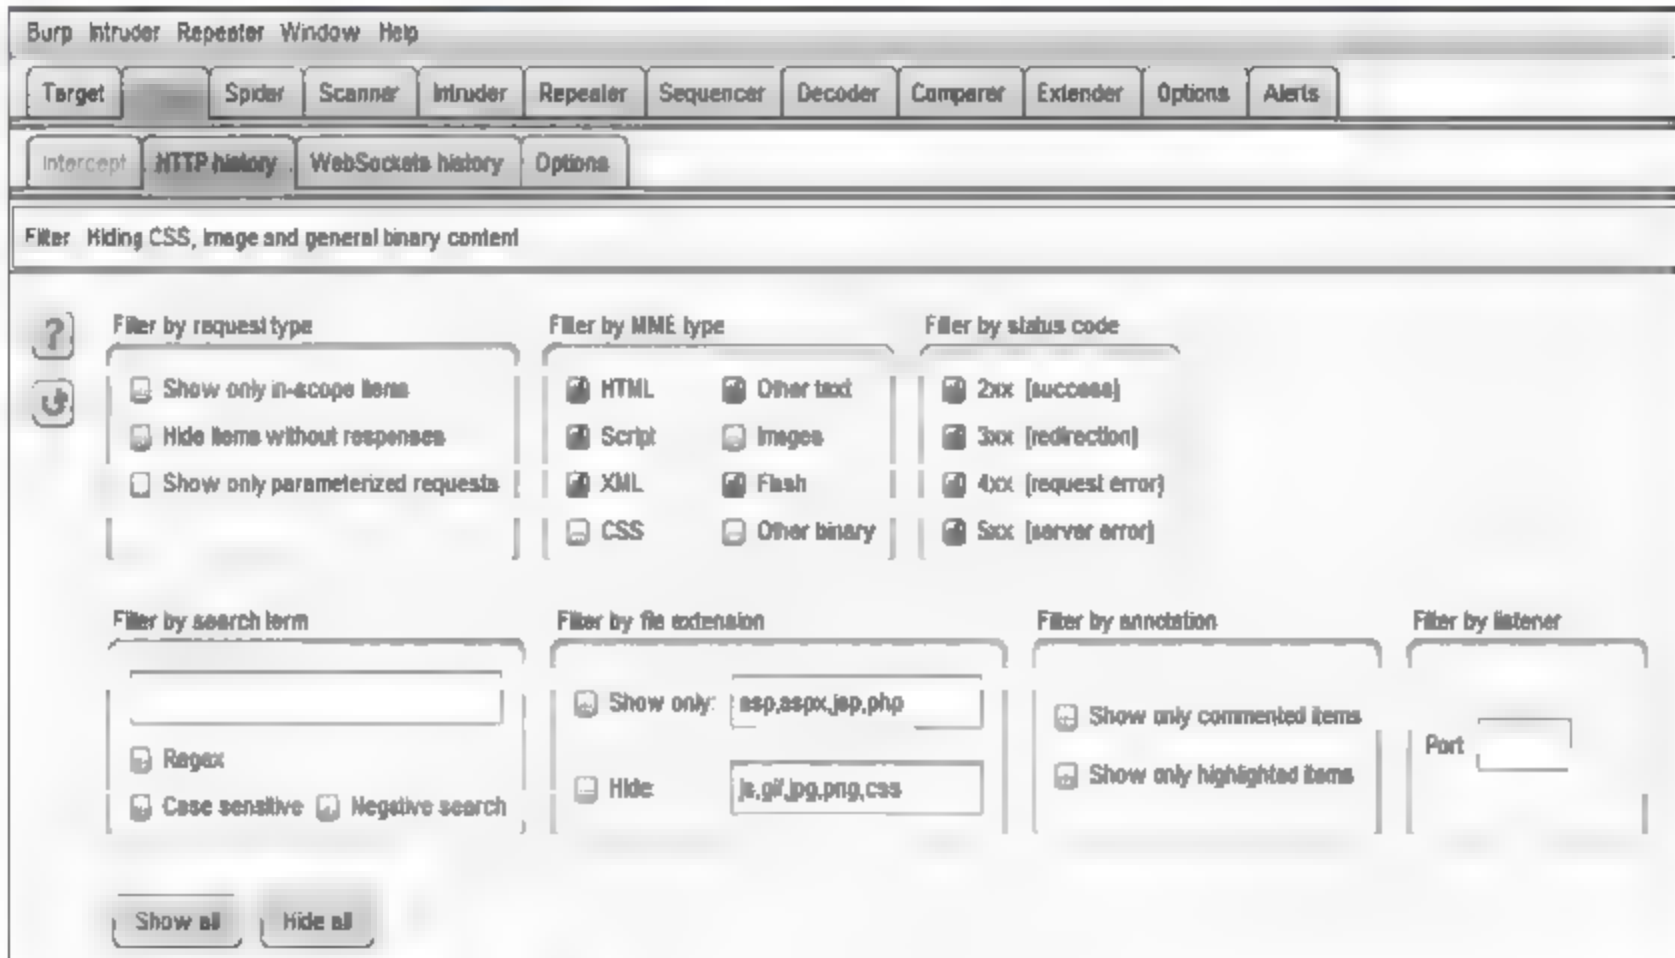 Burp Intruder Repeater Window Help
Target Spider Scanner Intruder Repeater Sequencer Decoder Comparer Extender Options Alerts
Intercept HTTP history WebSockets history Options
Filter Hiding CSS, image and general binary content
? Filter by request type Filter by MIME type Filter by status code
Show only in-scope items HTML Other text 2xx [success]
Hide items without responses Script Images 3xx [redirection]
Show only parameterized requests XML Flash 4xx [request error]
CSS Other binary 5xx [server error]
Filter by search term Filter by file extension Filter by annotation Filter by listener
Show only: asp,aspx,jsp,php Show only commented items
Port
Regex Hide js,gif,jpg,png,css Show only highlighted items
Case sensitive Negative search
Show all Hide all